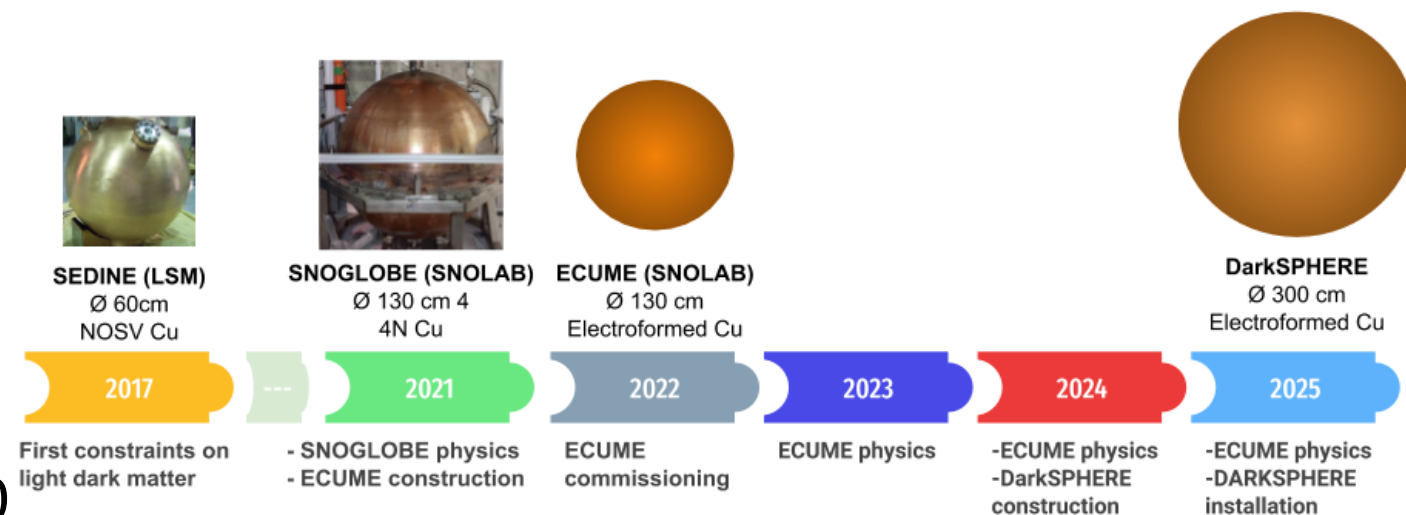 SEDINE (LSM)
Ø 60cm
NOSV Cu
SNOGLOBE (SNOLAB)
Ø 130 cm 4
4N Cu
ECUME (SNOLAB)
Ø 130 cm
Electroformed Cu
DarkSPHERE
Ø 300 cm
Electroformed Cu
2017
---
2021
2022
2023
2024
2025
First constraints on
light dark matter
- SNOGLOBE physics
- ECUME construction
ECUME
commissioning
ECUME physics
-ECUME physics
-DarkSPHERE
construction
-ECUME physics
-DARKSPHERE
installation
)